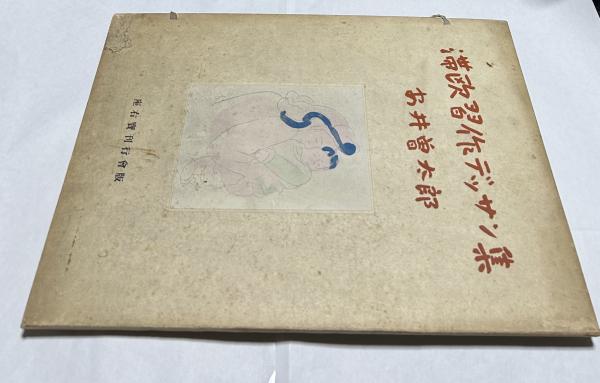 滞欧習作デッサン集
安井曾太郎
座右寶刊行會版